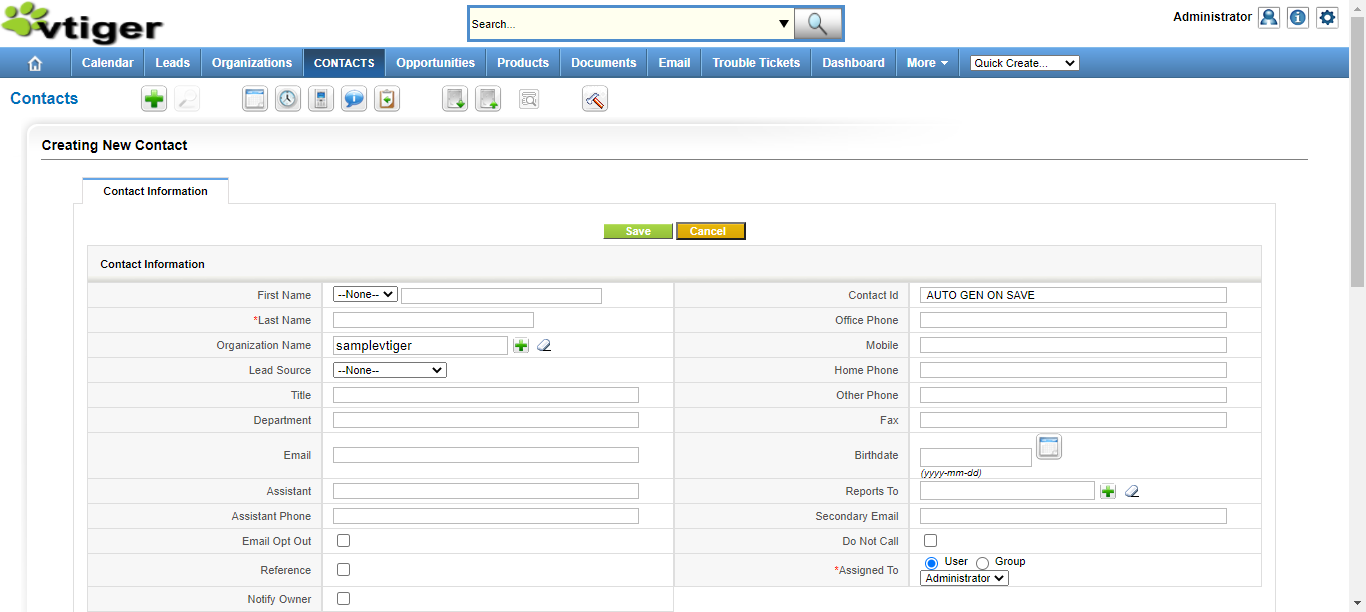 vtiger
Search...
Administrator
Calendar Leads Organizations CONTACTS Opportunities Products Documents Email Trouble Tickets Dashboard More Quick Create...
Contacts
Creating New Contact
Contact Information
Save Cancel
Contact Information
First Name --None-- Contact Id AUTO GEN ON SAVE
*Last Name Office Phone
Organization Name samplevtiger Mobile
Lead Source --None-- Home Phone
Title Other Phone
Department Fax
Email Birthdate
(yyyy-mm-dd)
Assistant Reports To
Assistant Phone Secondary Email
Email Opt Out Do Not Call
Reference *Assigned To User Group
Administrator
Notify Owner